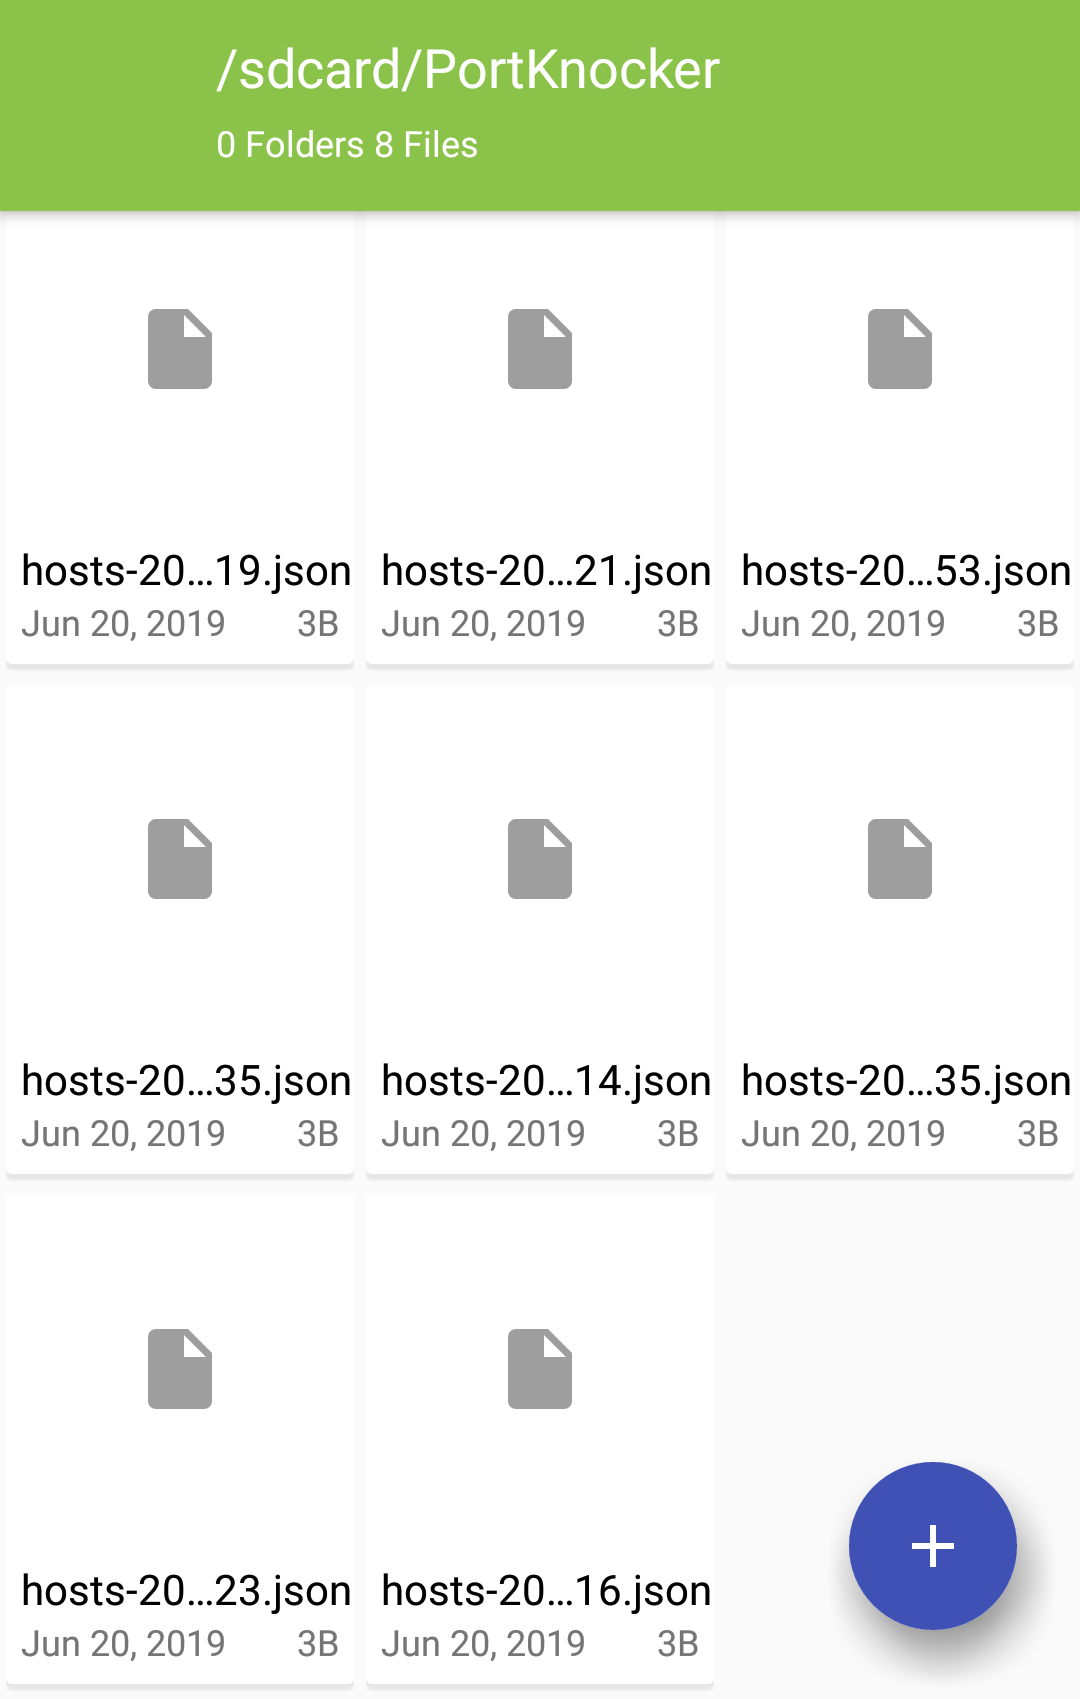 /sdcard/PortKnocker
0 Folders 8 Files
hosts-20...19.json
Jun 20, 2019 3B
hosts-20...21.json
Jun 20, 2019 3B
hosts-20...53.json
Jun 20, 2019 3B
hosts-20...35.json
Jun 20, 2019 3B
hosts-20...14.json
Jun 20, 2019 3B
hosts-20...35.json
Jun 20, 2019 3B
hosts-20...23.json
Jun 20, 2019 3B
hosts-20...16.json
Jun 20, 2019 3B